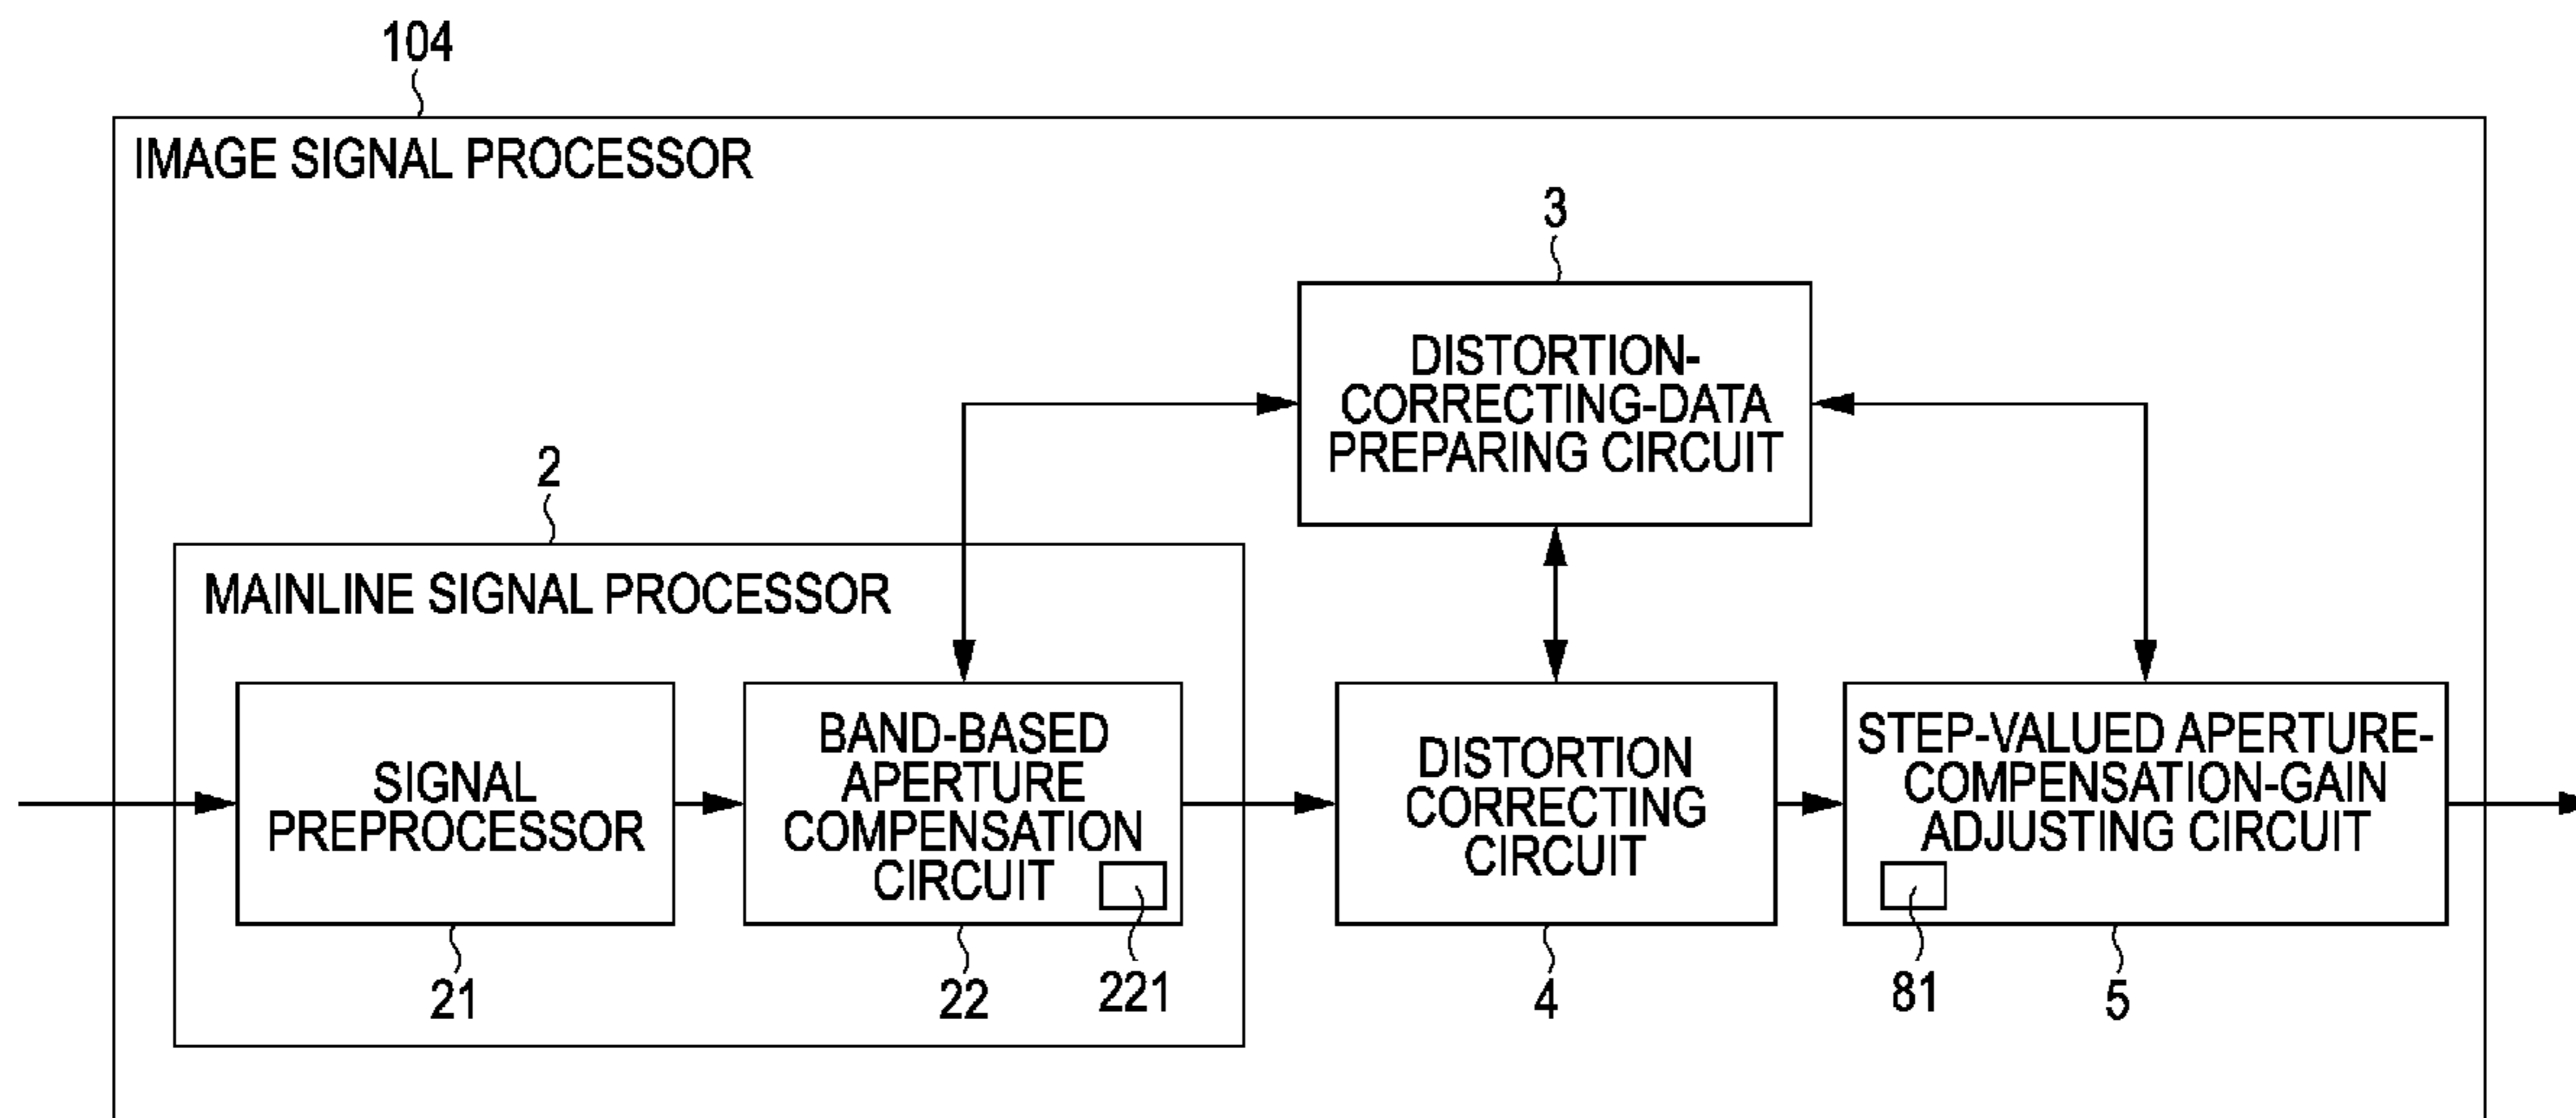 104
IMAGE SIGNAL PROCESSOR
3
DISTORTION-
CORRECTING-DATA
PREPARING CIRCUIT
2
MAINLINE SIGNAL PROCESSOR
SIGNAL
PREPROCESSOR
BAND-BASED
APERTURE
COMPENSATION
CIRCUIT
DISTORTION
CORRECTING
CIRCUIT
STEP-VALUED APERTURE-
COMPENSATION-GAIN
ADJUSTING CIRCUIT
21
22
221
4
81
5